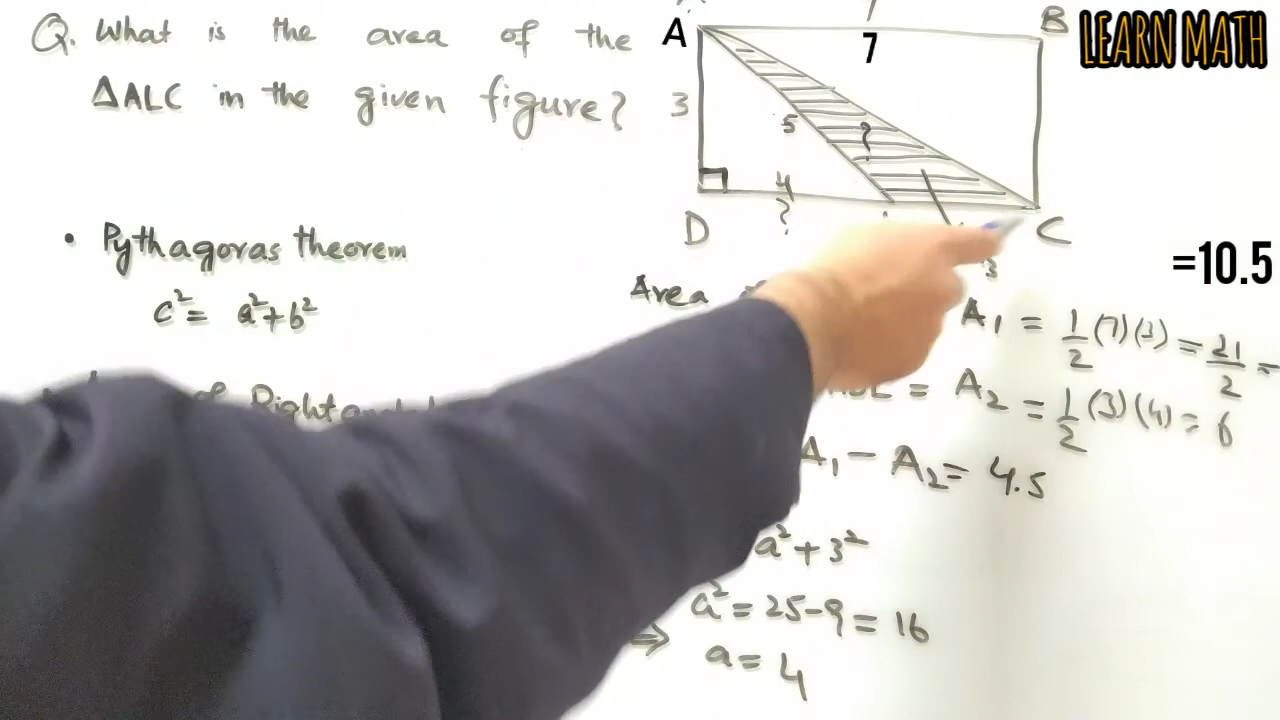 Q. What is the area of the
ΔALC in the given figure?
A
B
7
3
5
?
4
?
D
C
3
LEARN MATH
=10.5
• Pythagoras theorem
c² = a²+b²
of Right
Area
A₁ = 1/2 (7)(3) = 21/2 =
= A₂ = 1/2 (3)(4) = 6
A₁ - A₂ = 4.5
a² + 3²
⇒ a² = 25-9 = 16
a = 4